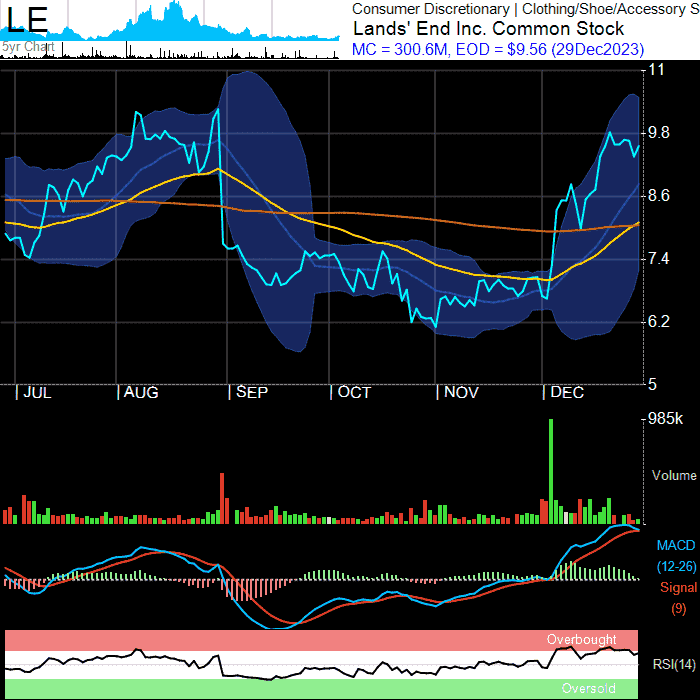 LE
Consumer Discretionary | Clothing/Shoe/Accessory S
Lands' End Inc. Common Stock
5yr Chart
MC = 300.6M, EOD = $9.56 (29Dec2023)
11
9.8
8.6
7.4
6.2
5
| JUL | AUG | SEP | OCT | NOV | DEC
985k
Volume
MACD
(12-26)
Signal
(9)
Overbought
RSI(14)
Oversold